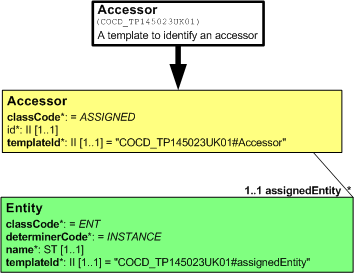 Accessor
(COCD_TP145023UK01)
A template to identify an accessor
Accessor
classCode*: = ASSIGNED
id*: II [1..1]
templateId*: II [1..1] = "COCD_TP145023UK01#Accessor"
1..1 assignedEntity *
Entity
classCode*: = ENT
determinerCode*: = INSTANCE
name*: ST [1..1]
templateId*: II [1..1] = "COCD_TP145023UK01#assignedEntity"